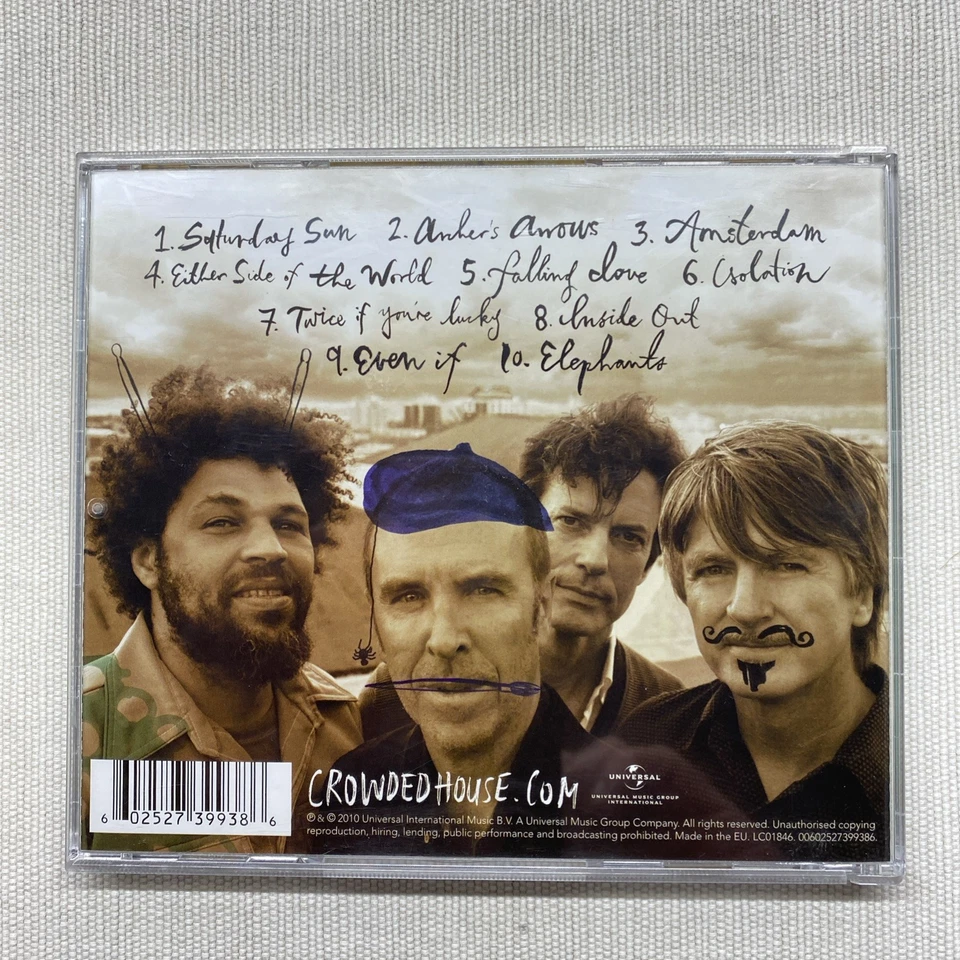 1. Saturday Sun 2. Archer's Arrows 3. Amsterdam
4. Either Side of the World 5. Falling dove 6. Isolation
7. Twice if you're lucky 8. Inside Out
9. Even if 10. Elephants
CROWDEDHOUSE.COM
UNIVERSAL
UNIVERSAL MUSIC GROUP
INTERNATIONAL
6 02527 39938 6
℗ & © 2010 Universal International Music B.V. A Universal Music Group Company. All rights reserved. Unauthorised copying
reproduction, hiring, lending, public performance and broadcasting prohibited. Made in the EU. LC01846. 00602527399386.